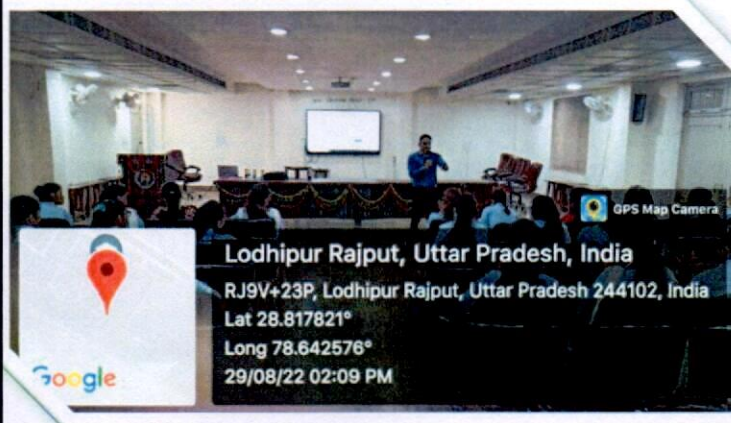 GPS Map Camera
Lodhipur Rajput, Uttar Pradesh, India
RJ9V+23P, Lodhipur Rajput, Uttar Pradesh 244102, India
Lat 28.817821°
Long 78.642576°
29/08/22 02:09 PM
Google